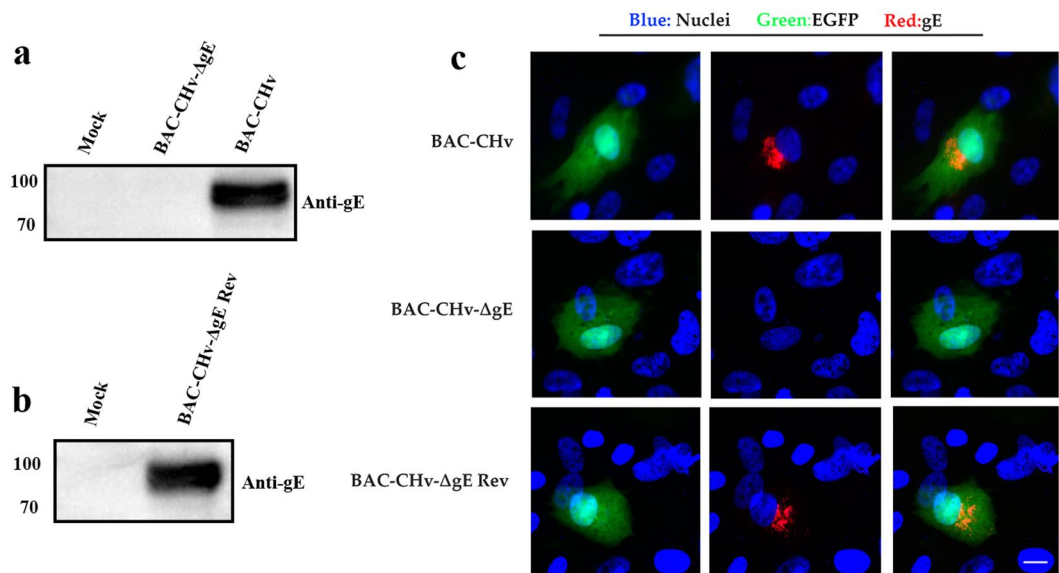 Blue: Nuclei Green:EGFP Red:gE
a
Mock
BAC-CHv-ΔgE
BAC-CHv
100
70
Anti-gE
b
Mock
BAC-CHv-ΔgE Rev
100
70
Anti-gE
c
BAC-CHv
BAC-CHv-ΔgE
BAC-CHv-ΔgE Rev